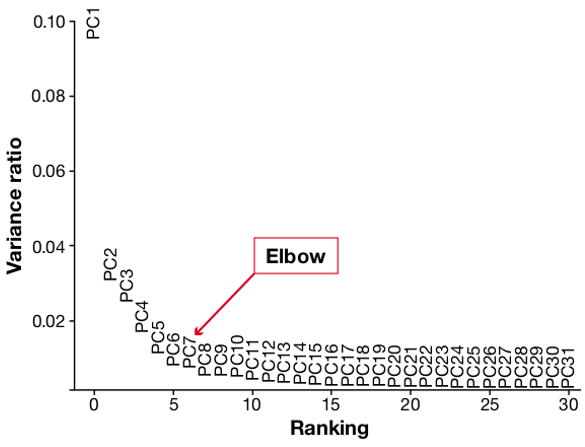 Variance ratio
0.10
0.08
0.06
0.04
0.02
PC1
PC2
PC3
PC4
PC5
PC6
PC7
PC8
PC9
PC10
PC11
PC12
PC13
PC14
PC15
PC16
PC17
PC18
PC19
PC20
PC21
PC22
PC23
PC24
PC25
PC26
PC27
PC28
PC29
PC30
PC31
Elbow
0 5 10 15 20 25 30
Ranking